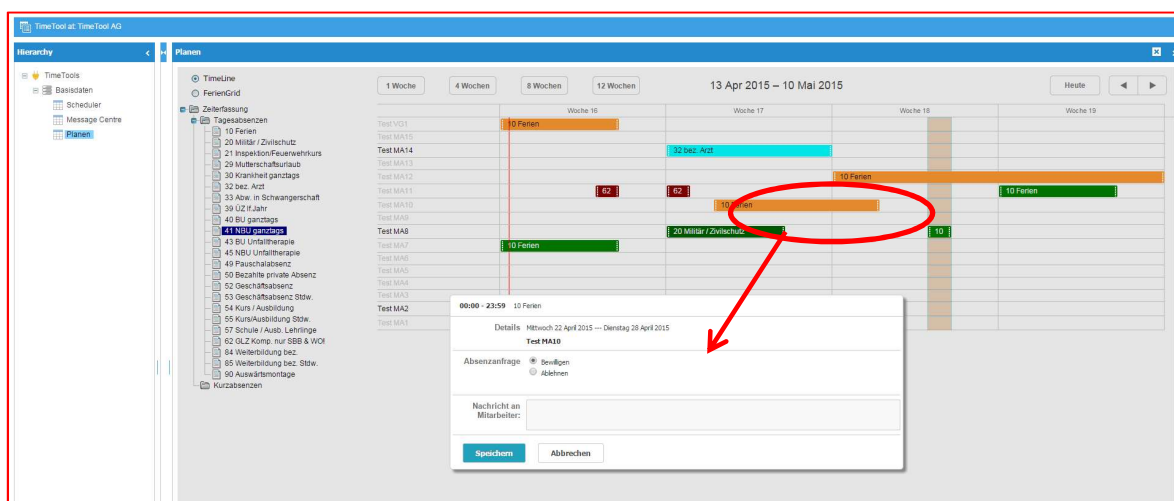 TimeTool at: TimeTool AG
Hierarchy
Planen
TimeTools
Basisdaten
Scheduler
Message Centre
Planen
TimeLine
FerienGrid
Zeiterfassung
Tagesabsenzen
10 Ferien
20 Militär / Zivilschutz
21 Inspektion/Feuerwehrkurs
29 Mutterschaftsurlaub
30 Krankheit ganztags
32 bez. Arzt
33 Abw. in Schwangerschaft
39 ÜZ lf.Jahr
40 BU ganztags
41 NBU ganztags
43 BU Unfalltherapie
45 NBU Unfalltherapie
49 Pauschalabsenz
50 Bezahlte private Absenz
52 Geschäftsabsenz
53 Geschäftsabsenz Stdw.
54 Kurs / Ausbildung
55 Kurs/Ausbildung Stdw.
57 Schule / Ausb. Lehrlinge
62 GLZ Komp. nur SBB & WO!
84 Weiterbildung bez.
85 Weiterbildung bez. Stdw.
90 Auswärtsmontage
Kurzabsenzen
1 Woche 4 Wochen 8 Wochen 12 Wochen 13 Apr 2015 – 10 Mai 2015 Heute
Woche 16 Woche 17 Woche 18 Woche 19
Test VG1 10 Ferien
Test MA15
Test MA14 32 bez. Arzt
Test MA13
Test MA12 10 Ferien
Test MA11 62 62 10 Ferien
Test MA10 10 Ferien
Test MA9
Test MA8 20 Militär / Zivilschutz 10
Test MA7 10 Ferien
Test MA6
Test MA5
Test MA4
Test MA3
Test MA2
Test MA1
00:00 - 23:59 10 Ferien
Details Mittwoch 22 April 2015 --- Dienstag 28 April 2015
Test MA10
Absenzanfrage Bewilligen
Ablehnen
Nachricht an
Mitarbeiter:
Speichern Abbrechen